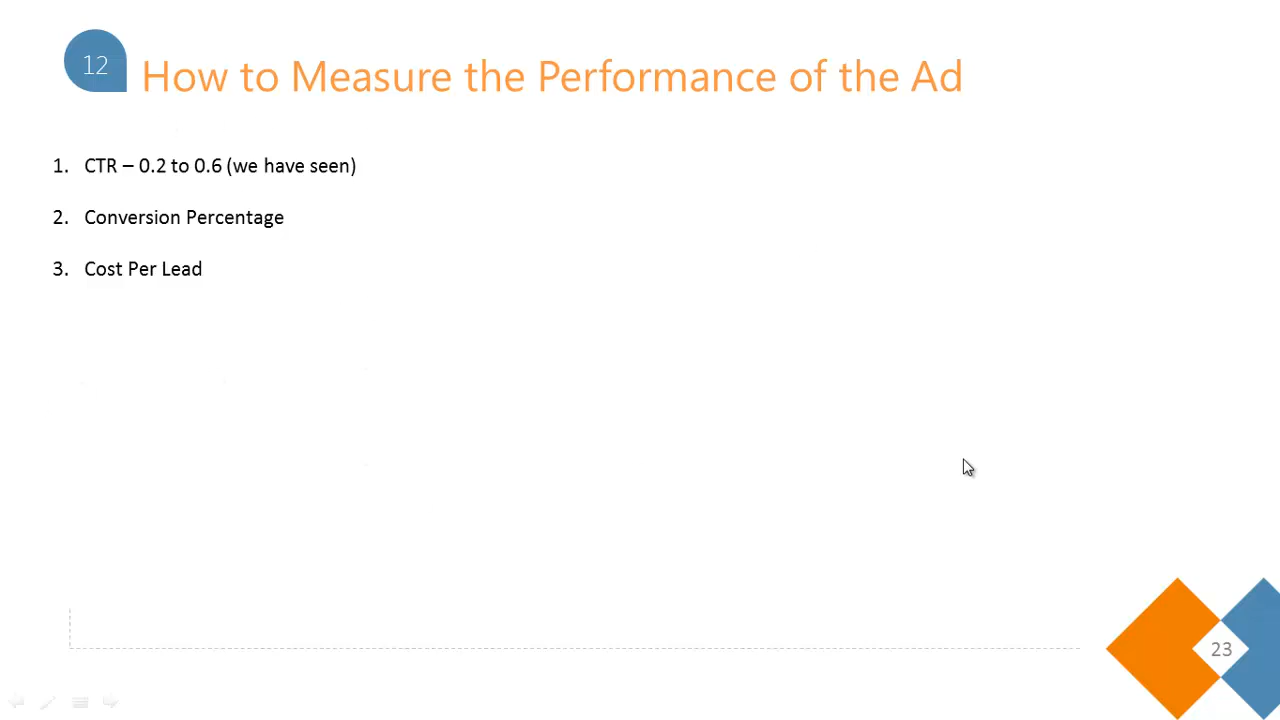 12
How to Measure the Performance of the Ad
1. CTR – 0.2 to 0.6 (we have seen)
2. Conversion Percentage
3. Cost Per Lead
23